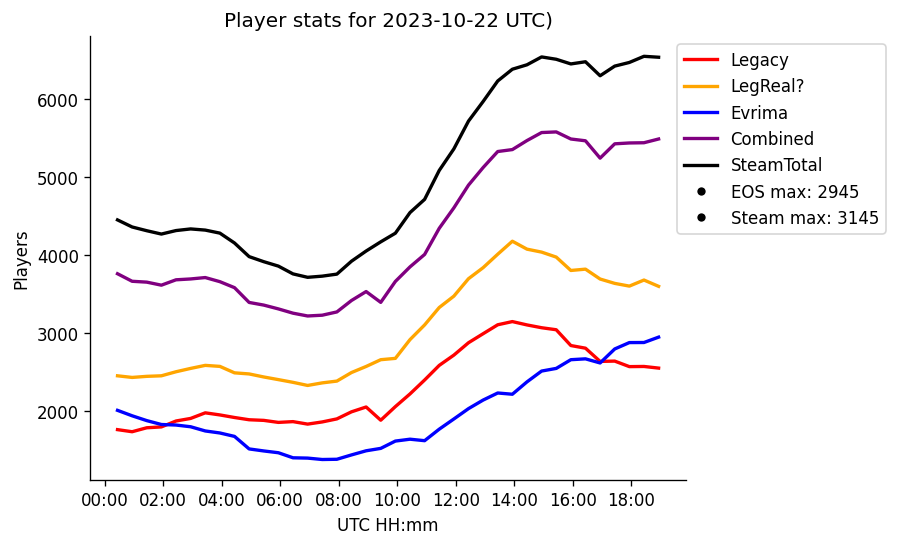 Player stats for 2023-10-22 UTC)
Legacy
LegReal?
Evrima
Combined
SteamTotal
EOS max: 2945
Steam max: 3145
Players
6000
5000
4000
3000
2000
00:00 02:00 04:00 06:00 08:00 10:00 12:00 14:00 16:00 18:00
UTC HH:mm